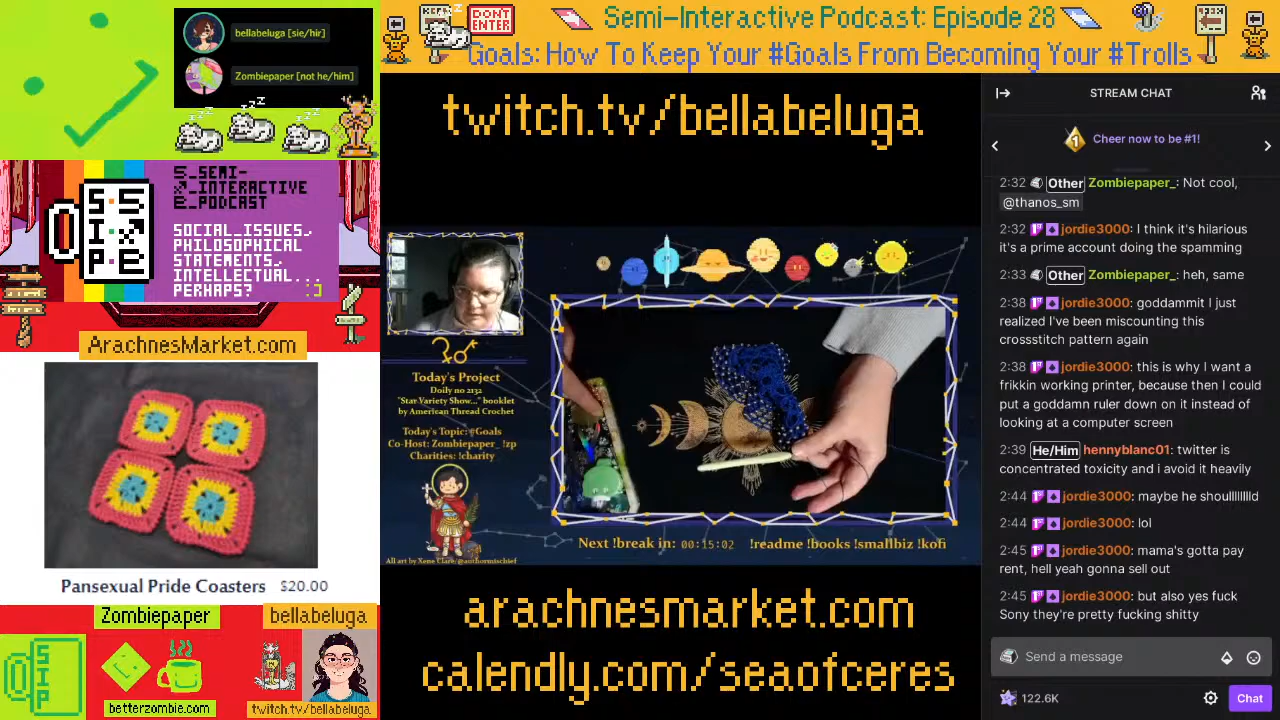 bellabeluga [sie/hir]
Zombiepaper [not he/him]
DON'T
ENTER
Semi-Interactive Podcast: Episode 28
Goals: How To Keep Your #Goals From Becoming Your #Trolls
SEMI-
INTERACTIVE
PODCAST
SOCIAL ISSUES,
PHILOSOPHICAL
STATEMENTS,
INTELLECTUAL...
PERHAPS? :)
ArachnesMarket.com
Pansexual Pride Coasters $20.00
Zombiepaper
bellabeluga
betterzombie.com
twitch.tv/bellabeluga
twitch.tv/bellabeluga
Today's Project
Doily no 2132
"Star Variety Show..." booklet
by American Thread Crochet
Today's Topic: #Goals
Co-Host: Zombiepaper_ !zp
Charities: !charity
All art by Xene Clare/@authormischief
Next !break in: 00:15:02 !readme !books !smallbiz !kofi
arachnesmarket.com
calendly.com/seaofceres
STREAM CHAT
1 Cheer now to be #1!
2:32 Other Zombiepaper_: Not cool,
@thanos_sm
2:32 jordie3000: I think it's hilarious
it's a prime account doing the spamming
2:33 Other Zombiepaper_: heh, same
2:38 jordie3000: goddammit I just
realized I've been miscounting this
crossstitch pattern again
2:38 jordie3000: this is why I want a
frikkin working printer, because then I could
put a goddamn ruler down on it instead of
looking at a computer screen
2:39 He/Him hennyblanc01: twitter is
concentrated toxicity and i avoid it heavily
2:44 jordie3000: maybe he shoulllllllld
2:44 jordie3000: lol
2:45 jordie3000: mama's gotta pay
rent, hell yeah gonna sell out
2:45 jordie3000: but also yes fuck
Sony they're pretty fucking shitty
Send a message
122.6K
Chat